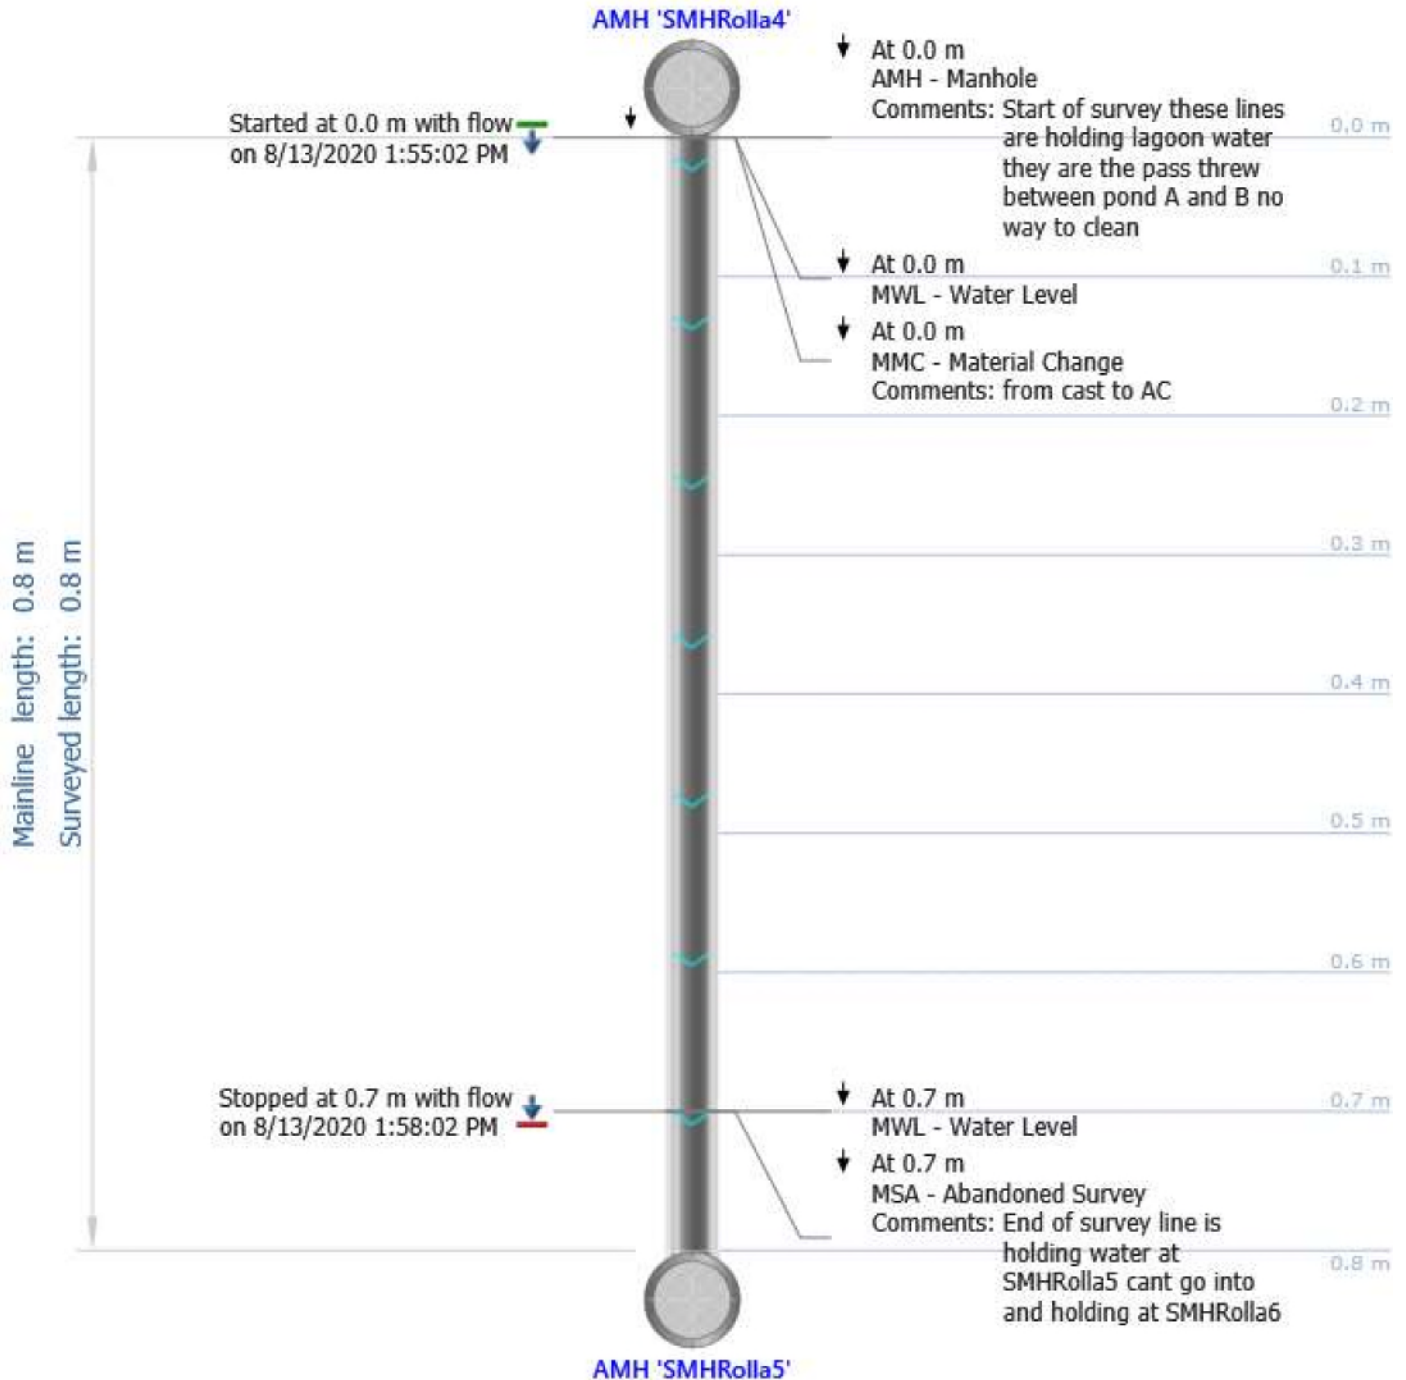 AMH 'SMHRolla4'
At 0.0 m
AMH - Manhole
Comments: Start of survey these lines
are holding lagoon water
they are the pass threw
between pond A and B no
way to clean
Started at 0.0 m with flow
on 8/13/2020 1:55:02 PM
0.0 m
At 0.0 m
MWL - Water Level
0.1 m
At 0.0 m
MMC - Material Change
Comments: from cast to AC
0.2 m
0.3 m
Mainline length: 0.8 m
Surveyed length: 0.8 m
0.4 m
0.5 m
0.6 m
Stopped at 0.7 m with flow
on 8/13/2020 1:58:02 PM
At 0.7 m
MWL - Water Level
0.7 m
At 0.7 m
MSA - Abandoned Survey
Comments: End of survey line is
holding water at
SMHRolla5 cant go into
and holding at SMHRolla6
0.8 m
AMH 'SMHRolla5'